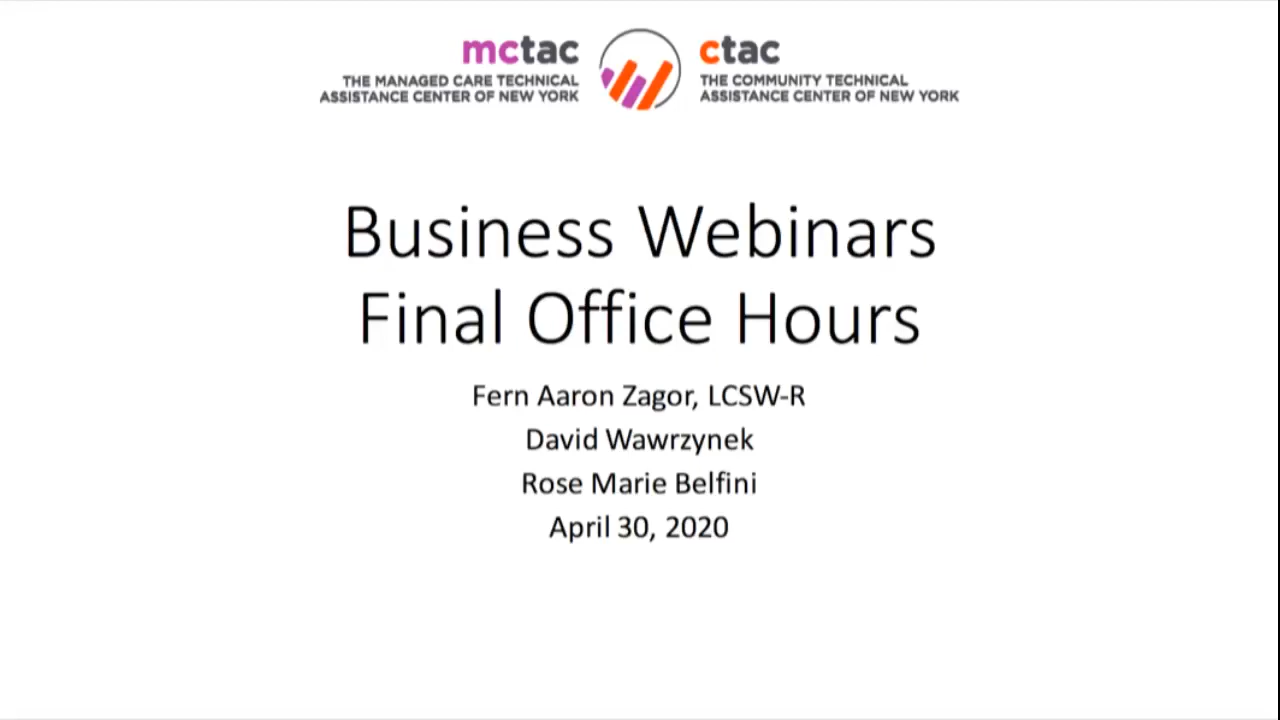 mctac
THE MANAGED CARE TECHNICAL
ASSISTANCE CENTER OF NEW YORK
ctac
THE COMMUNITY TECHNICAL
ASSISTANCE CENTER OF NEW YORK
Business Webinars
Final Office Hours
Fern Aaron Zagor, LCSW-R
David Wawrzynek
Rose Marie Belfini
April 30, 2020